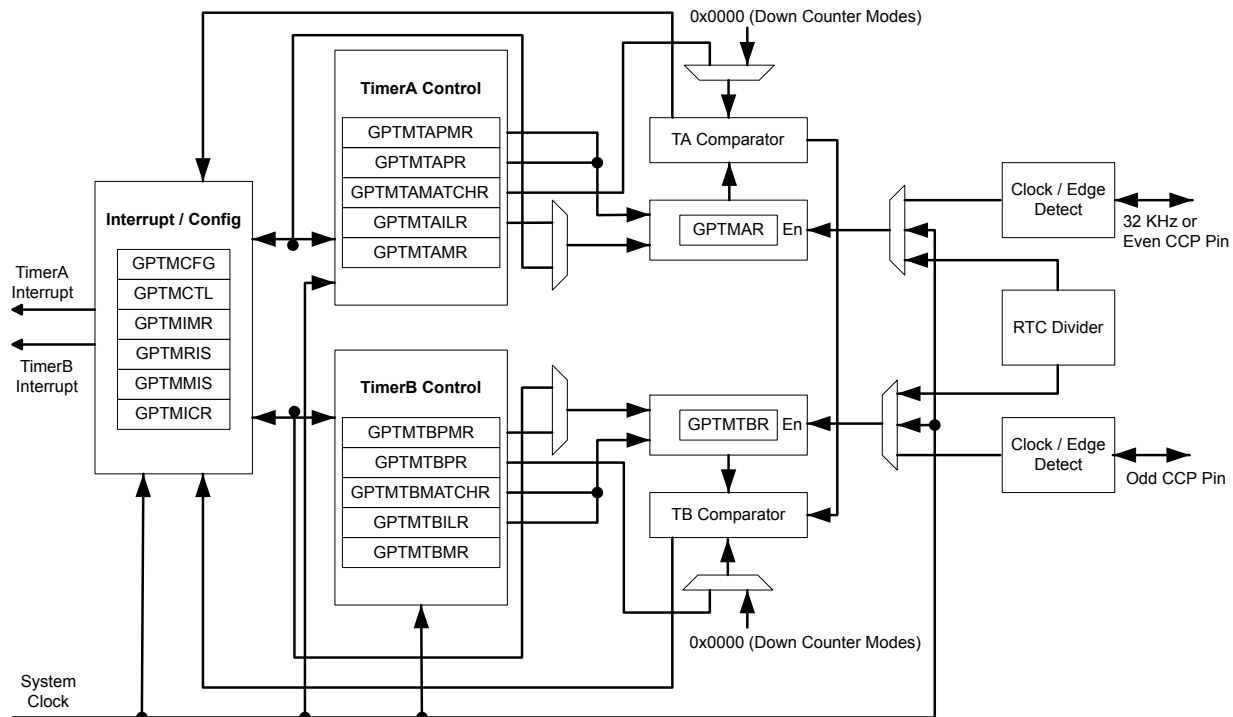 0x0000 (Down Counter Modes)
TimerA Control
GPTMTAPMR
GPTMTAPR
GPTMTAMATCHR
GPTMTAILR
GPTMTAMR
TA Comparator
GPTMAR
En
Clock / Edge
Detect
32 KHz or
Even CCP Pin
RTC Divider
Interrupt / Config
GPTMCFG
GPTMCTL
GPTMIMR
GPTMRIS
GPTMMIS
GPTMICR
TimerA
Interrupt
TimerB
Interrupt
TimerB Control
GPTMTBPMR
GPTMTBPR
GPTMTBMATCHR
GPTMTBILR
GPTMTBMR
GPTMTBR
En
TB Comparator
Clock / Edge
Detect
Odd CCP Pin
0x0000 (Down Counter Modes)
System
Clock